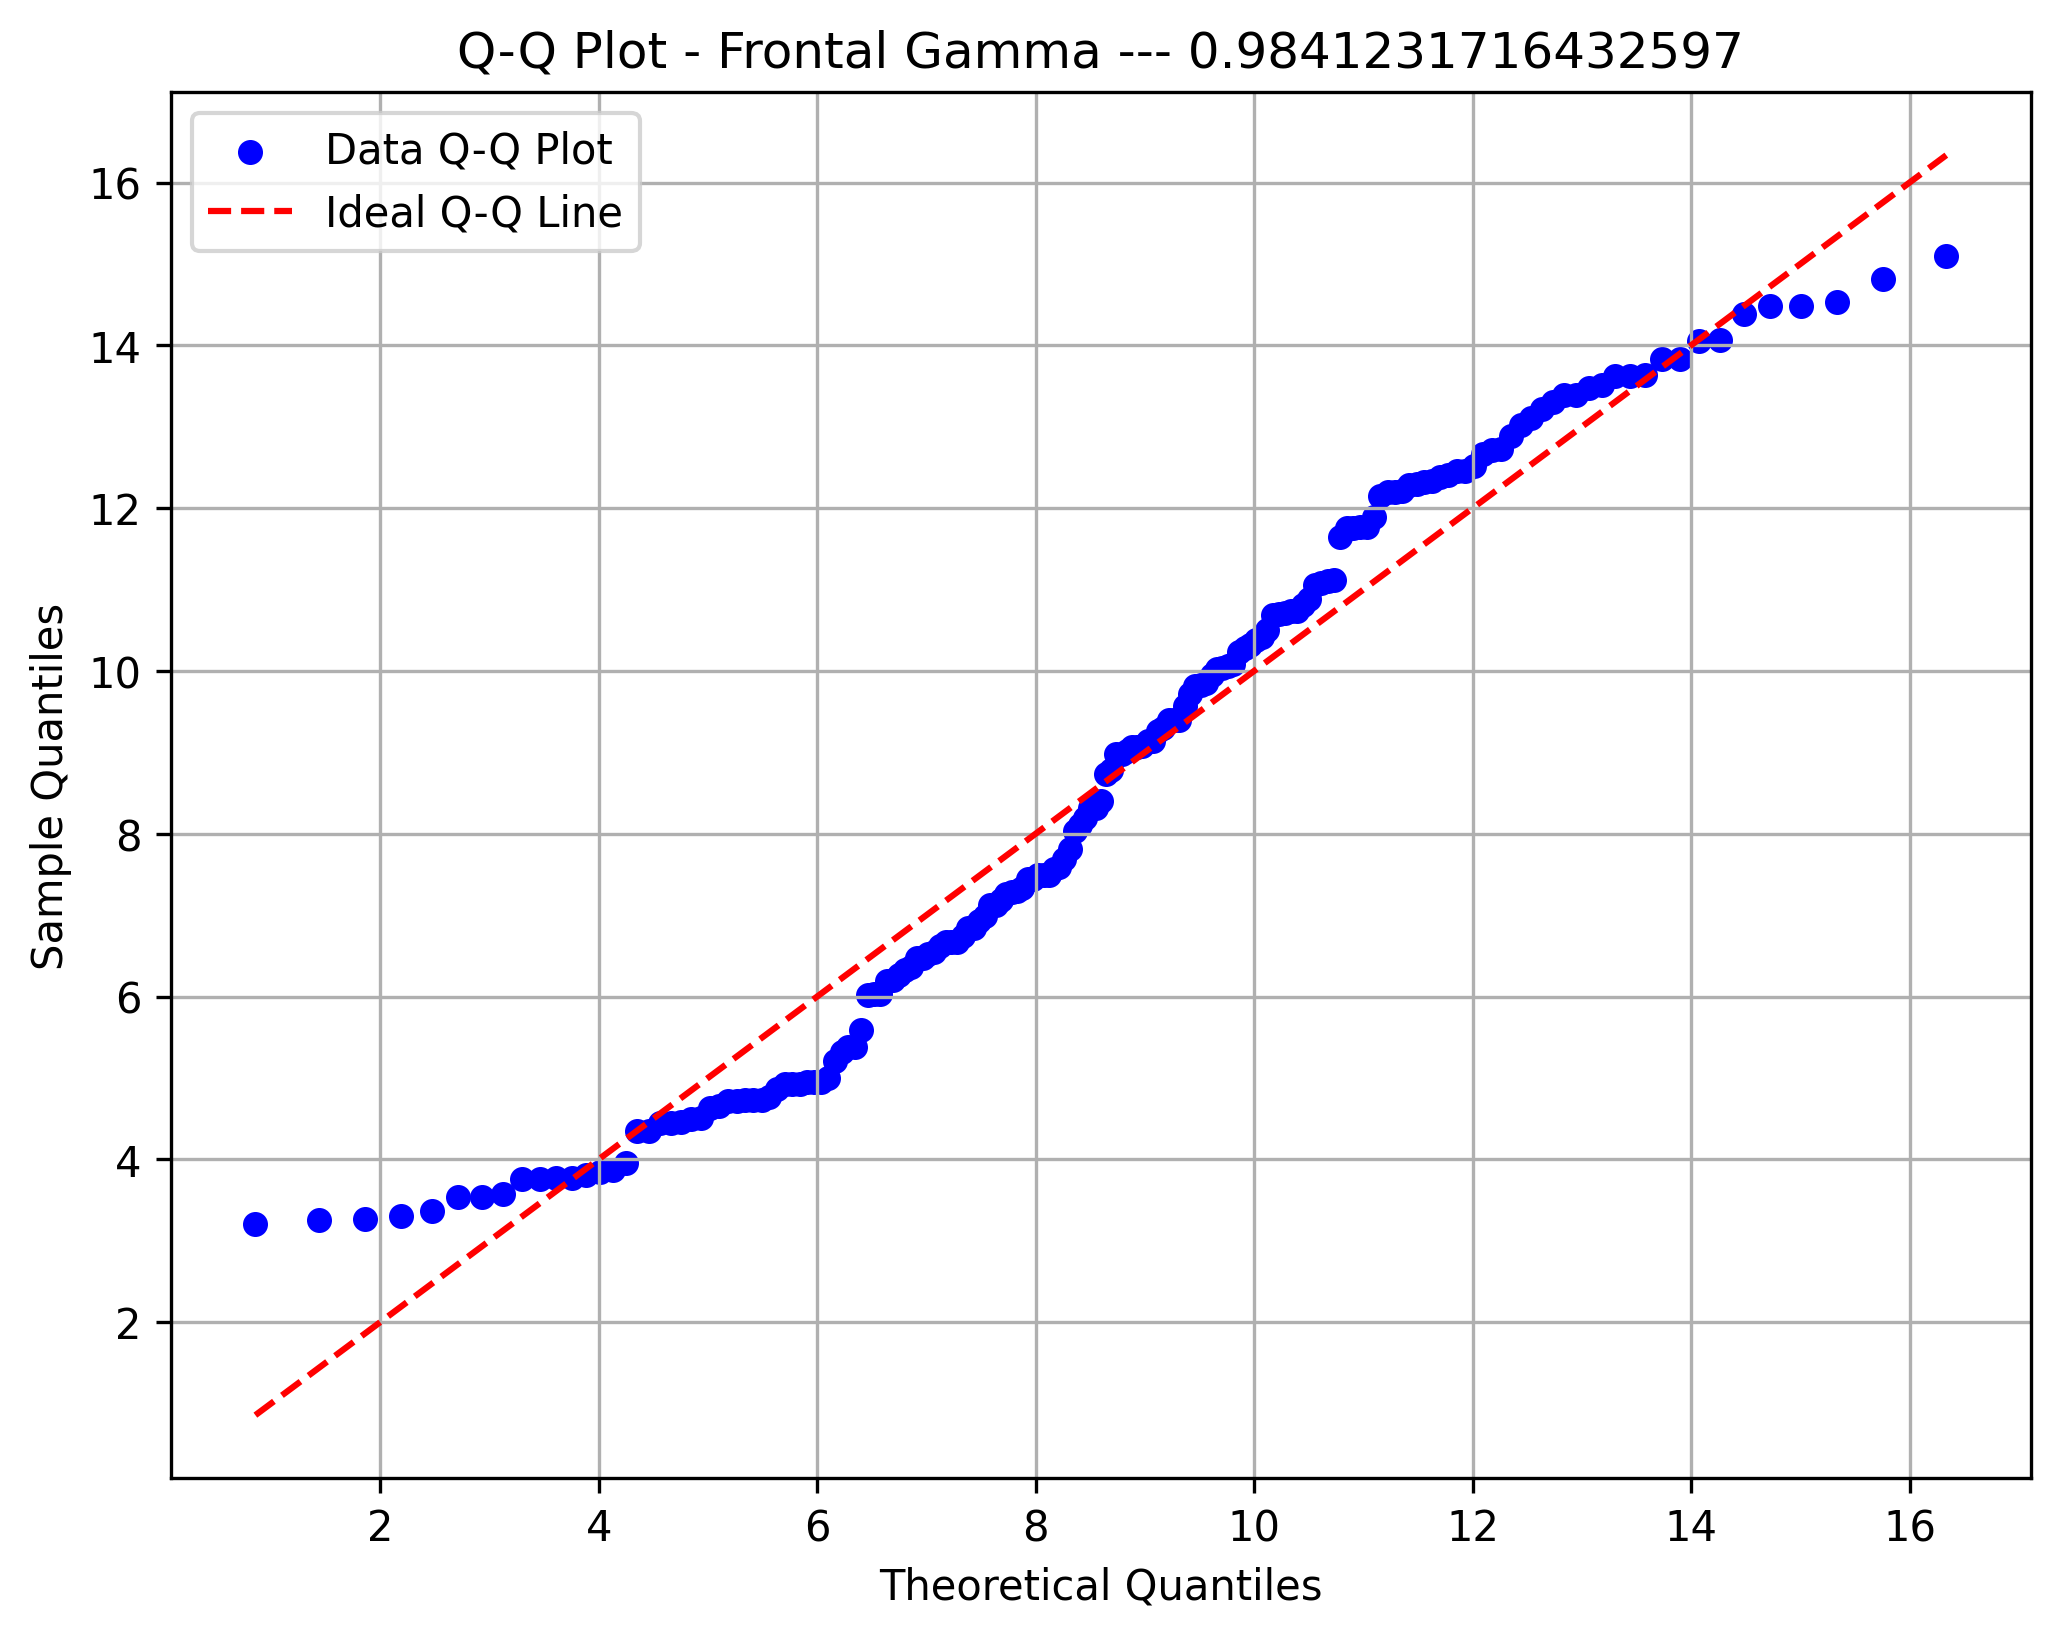 Q-Q Plot - Frontal Gamma --- 0.9841231716432597
Data Q-Q Plot
Ideal Q-Q Line
16
14
12
10
8
6
4
2
Sample Quantiles
2 4 6 8 10 12 14 16
Theoretical Quantiles